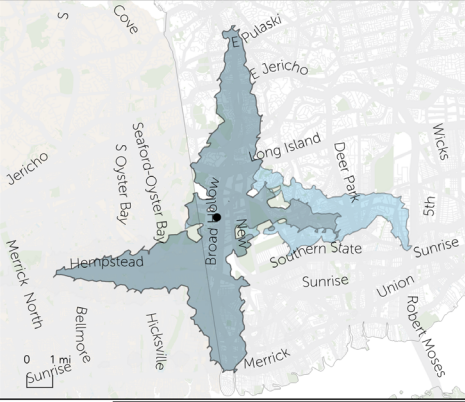 S
Cove
E Pulaski
E Jericho
Long Island
Wicks
Jericho
S Oyster Bay
Seaford-Oyster Bay
Deer Park
5th
Broad Hollow
New
Hempstead
Southern State
Sunrise
Sunrise
Union
Merrick
North
Bellmore
Hicksville
Robert Moses
Merrick
0 1 mi
Sunrise